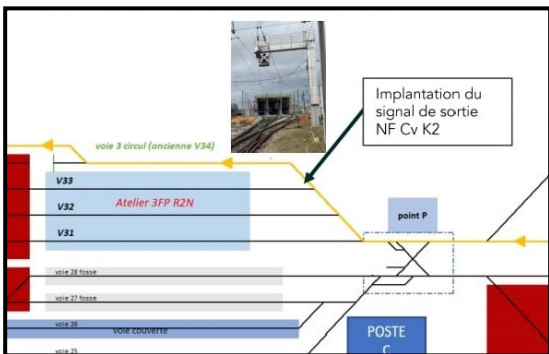 Implantation du
signal de sortie
NF Cv K2
voie 3 circul (ancienne V34)
V33
V32
Atelier 3FP R2N
V31
point P
voie 28 fosse
voie 27 fosse
voie 26
voie couverte
voie 25
POSTE
C